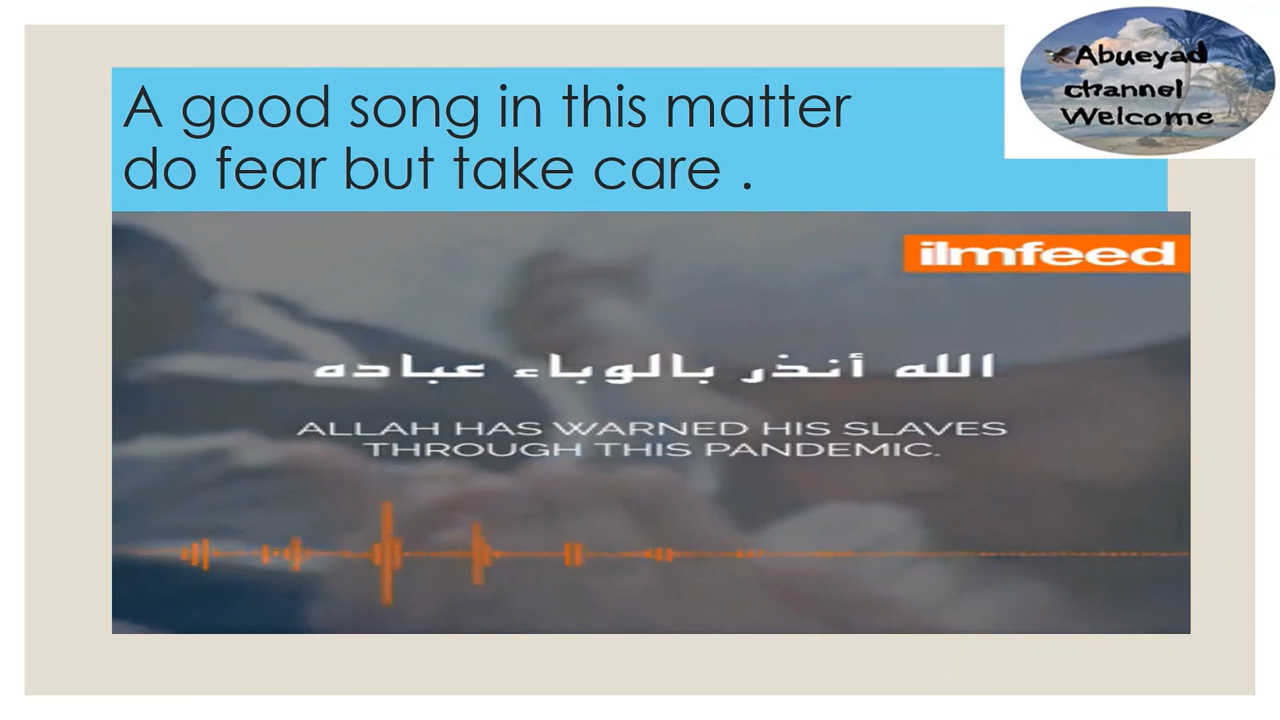 Abueyad
channel
Welcome
A good song in this matter
do fear but take care .
ilmfeed
الله أنذر بالوباء عباده
ALLAH HAS WARNED HIS SLAVES
THROUGH THIS PANDEMIC.